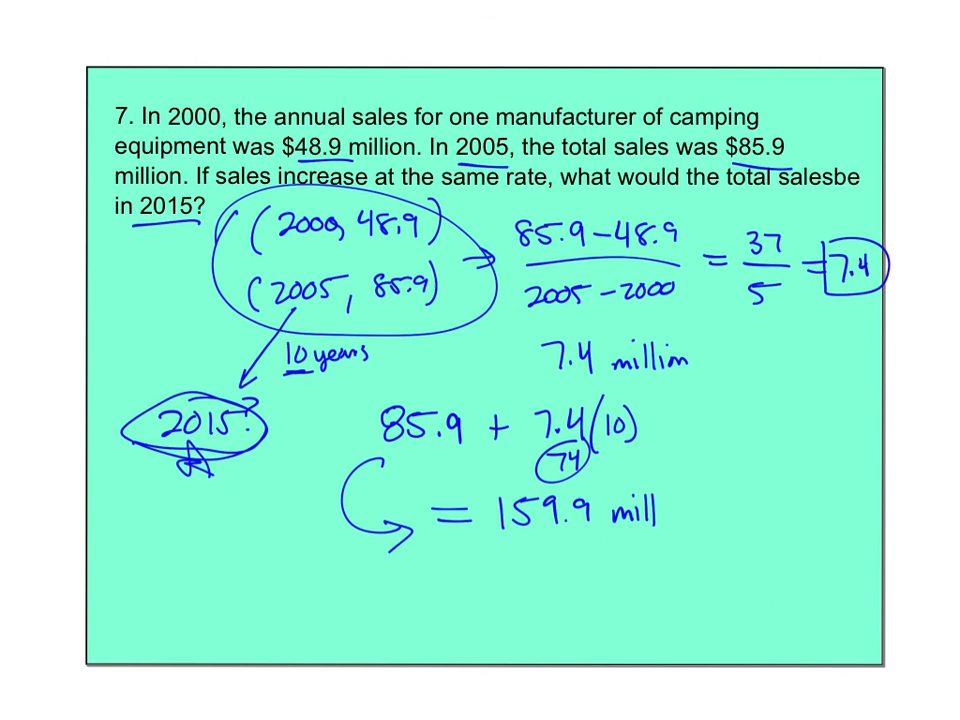 7. In 2000, the annual sales for one manufacturer of camping
equipment was $48.9 million. In 2005, the total sales was $85.9
million. If sales increase at the same rate, what would the total salesbe
in 2015?
(2000, 48.9)
(2005, 85.9)
85.9-48.9
2005-2000
= 37
5
= 7.4
10 years
7.4 million
2015?
85.9 + 7.4(10)
74
= 159.9 mill